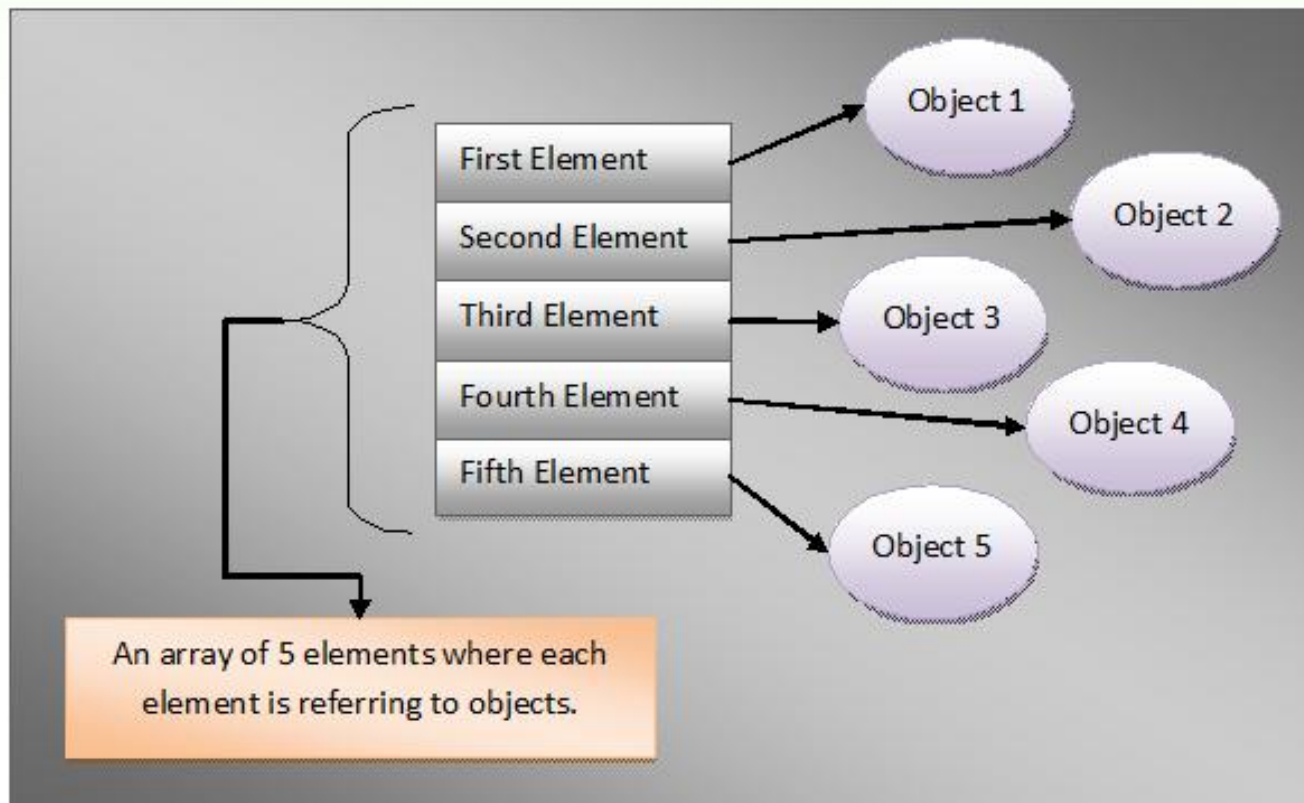 First Element
Second Element
Third Element
Fourth Element
Fifth Element
Object 1
Object 2
Object 3
Object 4
Object 5
An array of 5 elements where each
element is referring to objects.